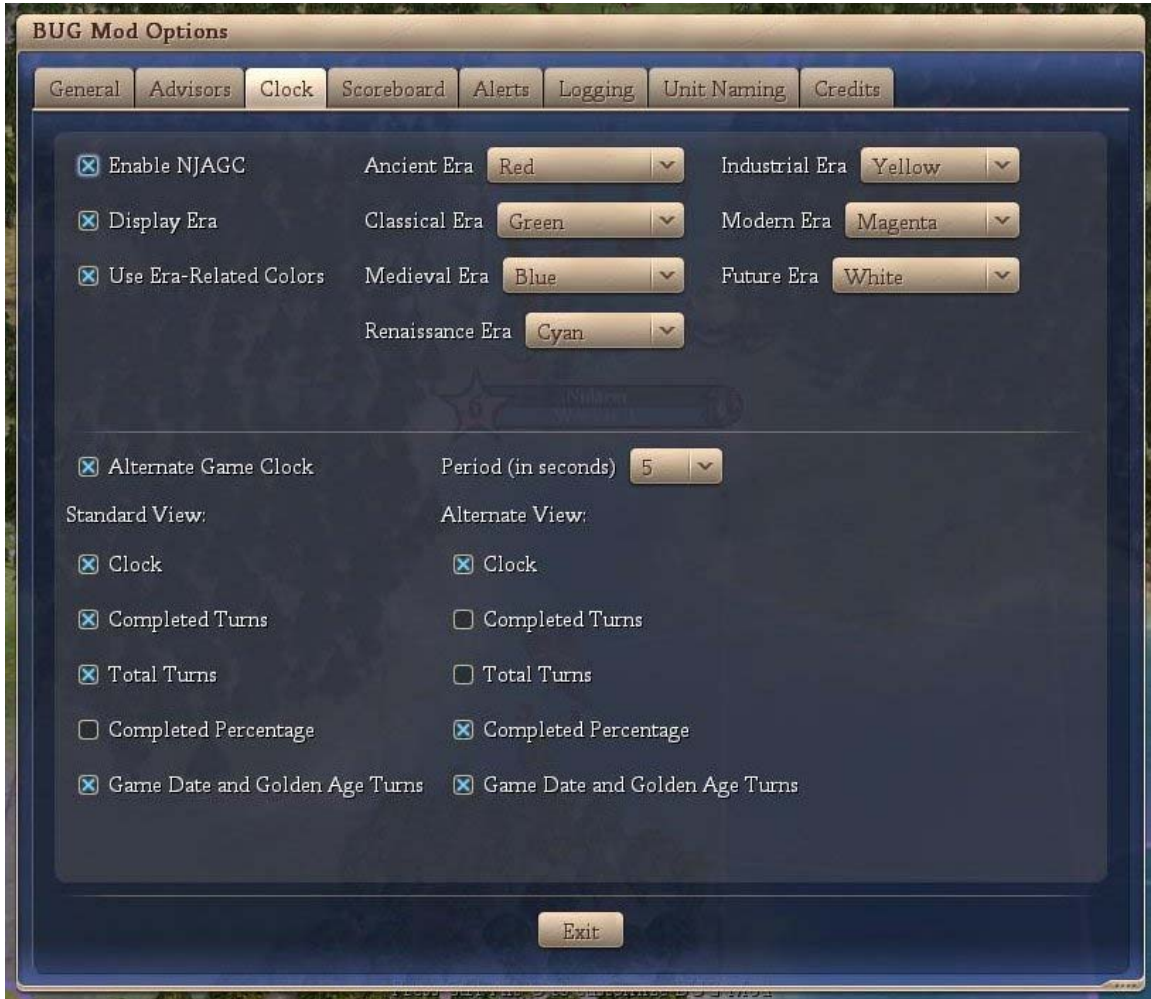 BUG Mod Options
General Advisors Clock Scoreboard Alerts Logging Unit Naming Credits
Enable NJAGC Ancient Era Red Industrial Era Yellow
Display Era Classical Era Green Modern Era Magenta
Use Era-Related Colors Medieval Era Blue Future Era White
Renaissance Era Cyan
Alternate Game Clock Period (in seconds) 5
Standard View: Alternate View:
Clock Clock
Completed Turns Completed Turns
Total Turns Total Turns
Completed Percentage Completed Percentage
Game Date and Golden Age Turns Game Date and Golden Age Turns
Exit